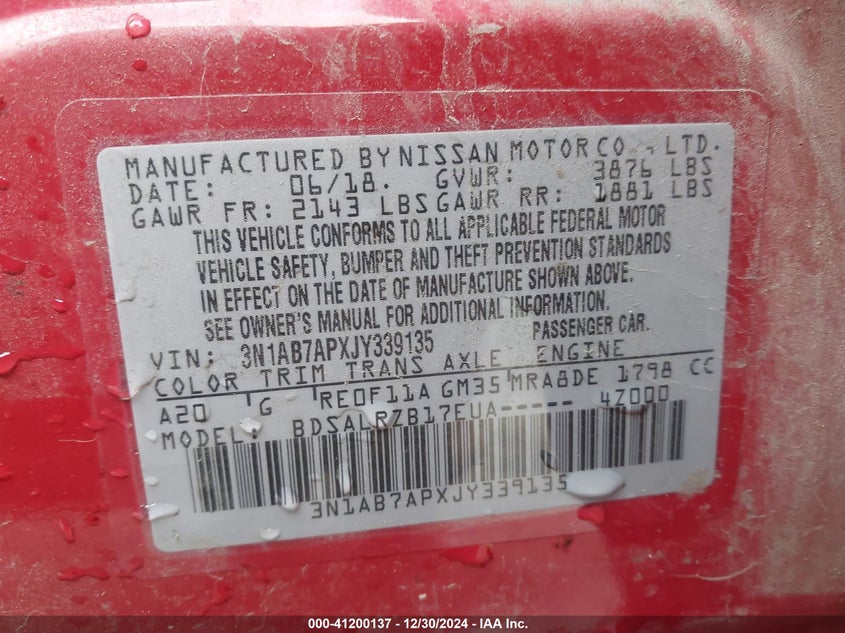 MANUFACTURED BY NISSAN MOTOR CO., LTD.
DATE: 06/18. GVWR: 3876 LBS
GAWR FR: 2143 LBS GAWR RR: 1881 LBS
THIS VEHICLE CONFORMS TO ALL APPLICABLE FEDERAL MOTOR
VEHICLE SAFETY, BUMPER AND THEFT PREVENTION STANDARDS
IN EFFECT ON THE DATE OF MANUFACTURE SHOWN ABOVE.
SEE OWNER'S MANUAL FOR ADDITIONAL INFORMATION.
VIN: 3N1AB7APXJY339135 PASSENGER CAR.
COLOR TRIM TRANS AXLE ENGINE
A20 G RE0F11A GM35 MRA8DE 1798 CC
MODEL: BDSALRZB17EUA----- 4Z000
3N1AB7APXJY339135
000-41200137 - 12/30/2024 - IAA Inc.